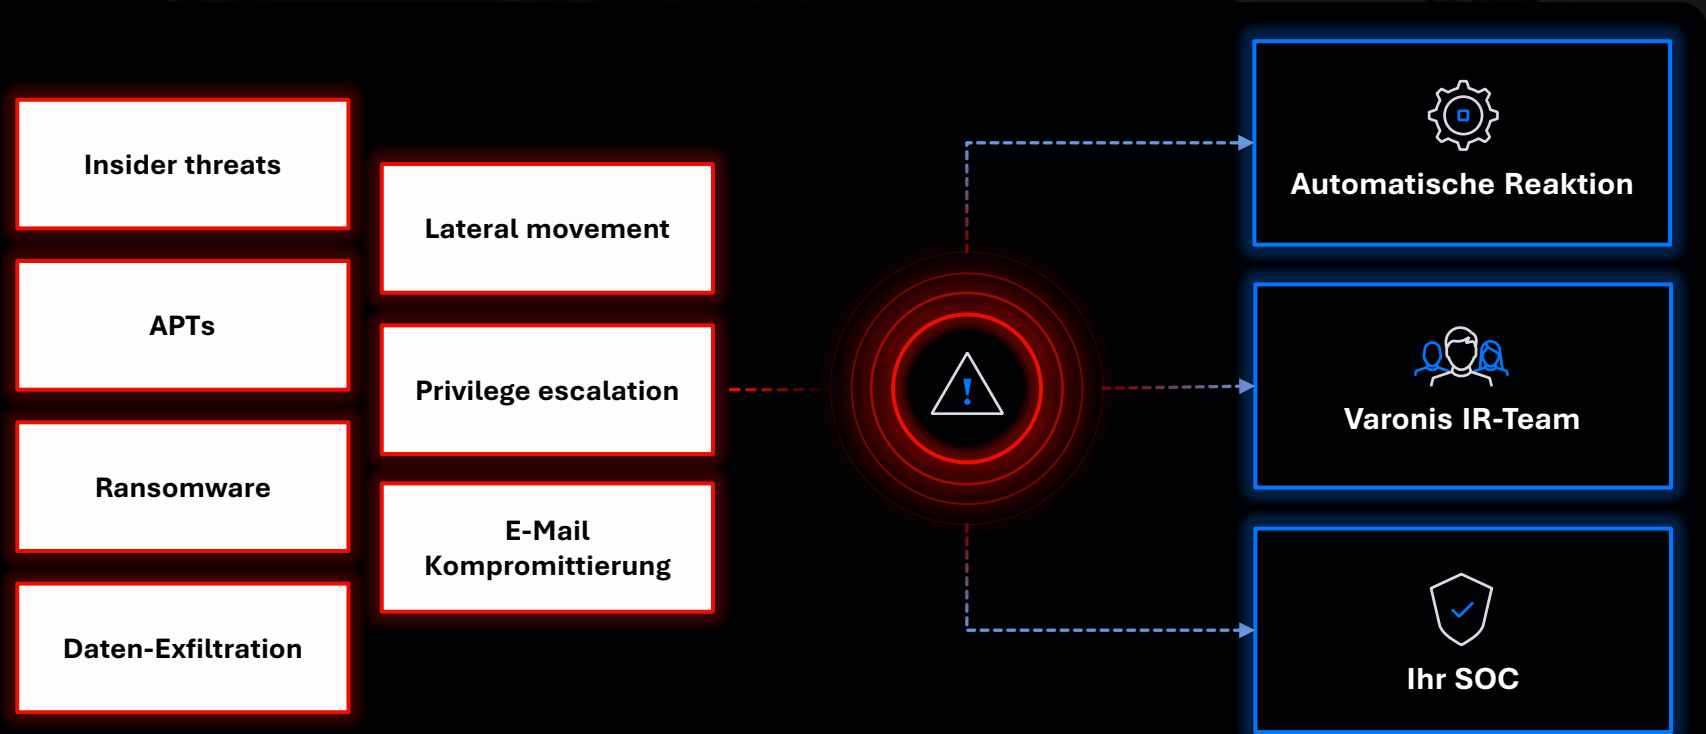 Insider threats
APTs
Ransomware
Daten-Exfiltration
Lateral movement
Privilege escalation
E-Mail
Kompromittierung
!
Automatische Reaktion
Varonis IR-Team
Ihr SOC